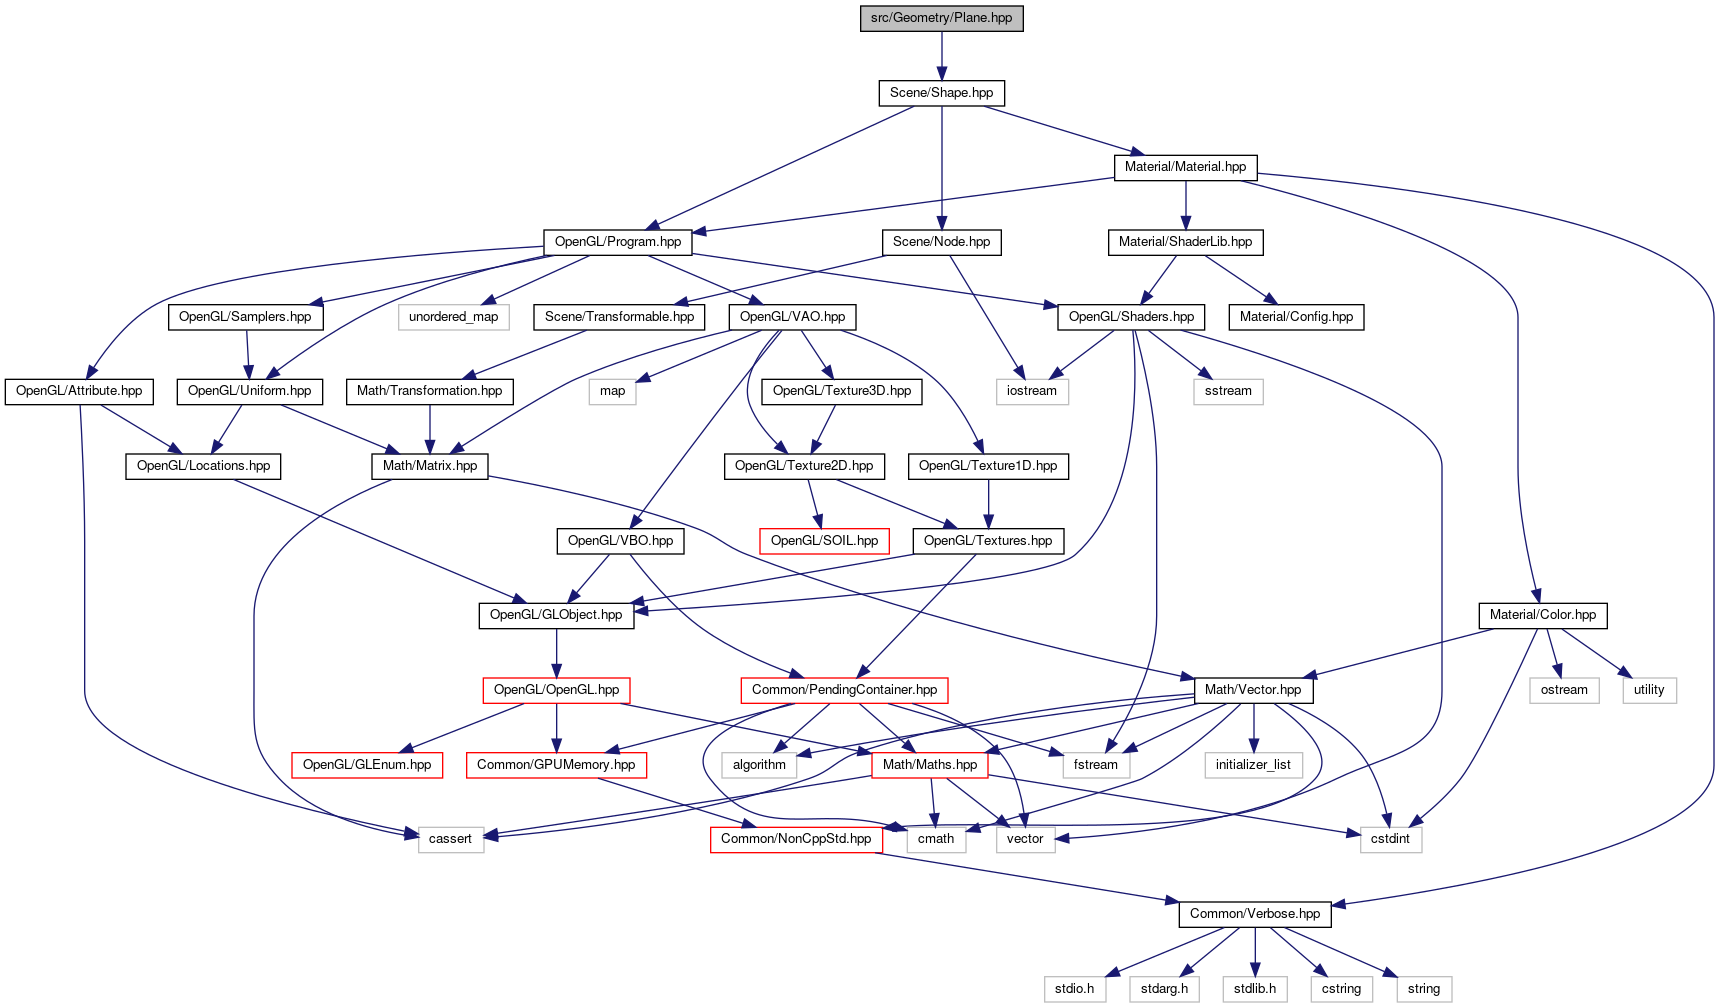 src/Geometry/Plane.hpp
Scene/Shape.hpp
Material/Material.hpp
OpenGL/Program.hpp
Scene/Node.hpp
Material/ShaderLib.hpp
OpenGL/Samplers.hpp
unordered_map
Scene/Transformable.hpp
OpenGL/VAO.hpp
OpenGL/Shaders.hpp
Material/Config.hpp
OpenGL/Attribute.hpp
OpenGL/Uniform.hpp
Math/Transformation.hpp
map
OpenGL/Texture3D.hpp
iostream
sstream
OpenGL/Locations.hpp
Math/Matrix.hpp
OpenGL/Texture2D.hpp
OpenGL/Texture1D.hpp
OpenGL/VBO.hpp
OpenGL/SOIL.hpp
OpenGL/Textures.hpp
OpenGL/GLObject.hpp
Material/Color.hpp
OpenGL/OpenGL.hpp
Common/PendingContainer.hpp
Math/Vector.hpp
ostream
utility
OpenGL/GLEnum.hpp
Common/GPUMemory.hpp
algorithm
Math/Maths.hpp
fstream
initializer_list
cassert
Common/NonCppStd.hpp
cmath
vector
cstdint
Common/Verbose.hpp
stdio.h
stdarg.h
stdlib.h
cstring
string